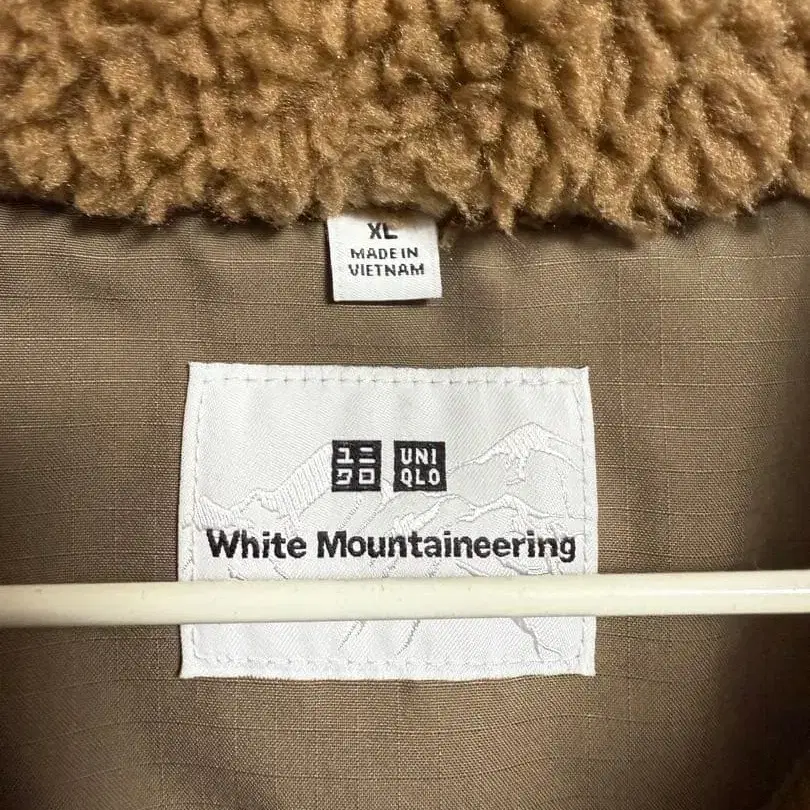 XL
MADE IN
VIETNAM
ユニ UNI
クロ QLO
White Mountaineering